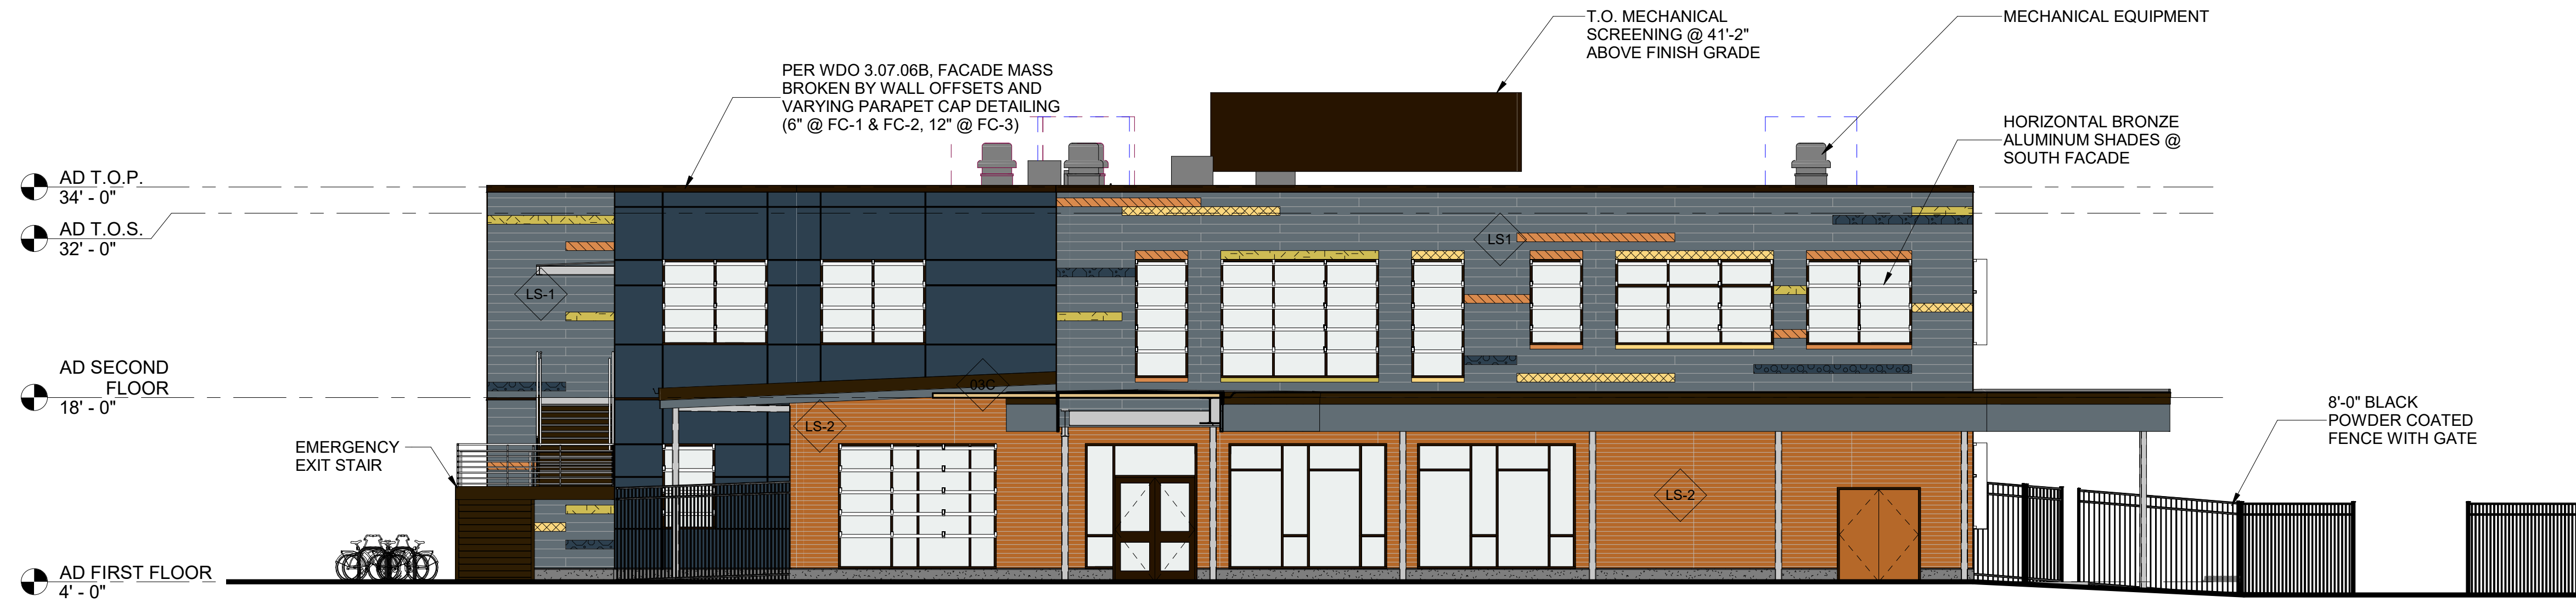 T.O. MECHANICAL
SCREENING @ 41'-2"
ABOVE FINISH GRADE
MECHANICAL EQUIPMENT
PER WDO 3.07.06B, FACADE MASS
BROKEN BY WALL OFFSETS AND
VARYING PARAPET CAP DETAILING
(6" @ FC-1 & FC-2, 12" @ FC-3)
HORIZONTAL BRONZE
ALUMINUM SHADES @
SOUTH FACADE
AD T.O.P.
34' - 0"
AD T.O.S.
32' - 0"
LS1
LS-1
AD SECOND
FLOOR
18' - 0"
03C
LS-2
8'-0" BLACK
POWDER COATED
FENCE WITH GATE
EMERGENCY
EXIT STAIR
LS-2
AD FIRST FLOOR
4' - 0"